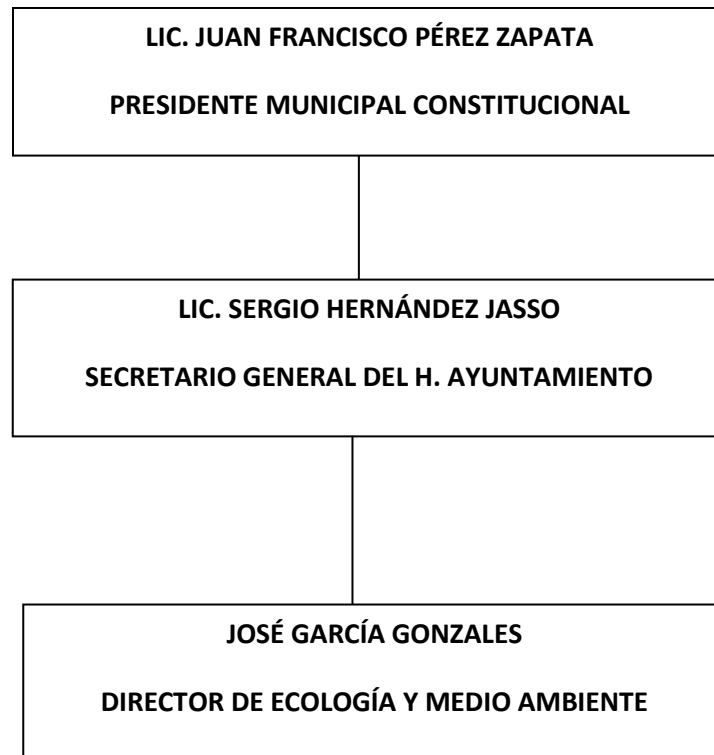 LIC. JUAN FRANCISCO PÉREZ ZAPATA
PRESIDENTE MUNICIPAL CONSTITUCIONAL
LIC. SERGIO HERNÁNDEZ JASSO
SECRETARIO GENERAL DEL H. AYUNTAMIENTO
JOSÉ GARCÍA GONZALES
DIRECTOR DE ECOLOGÍA Y MEDIO AMBIENTE